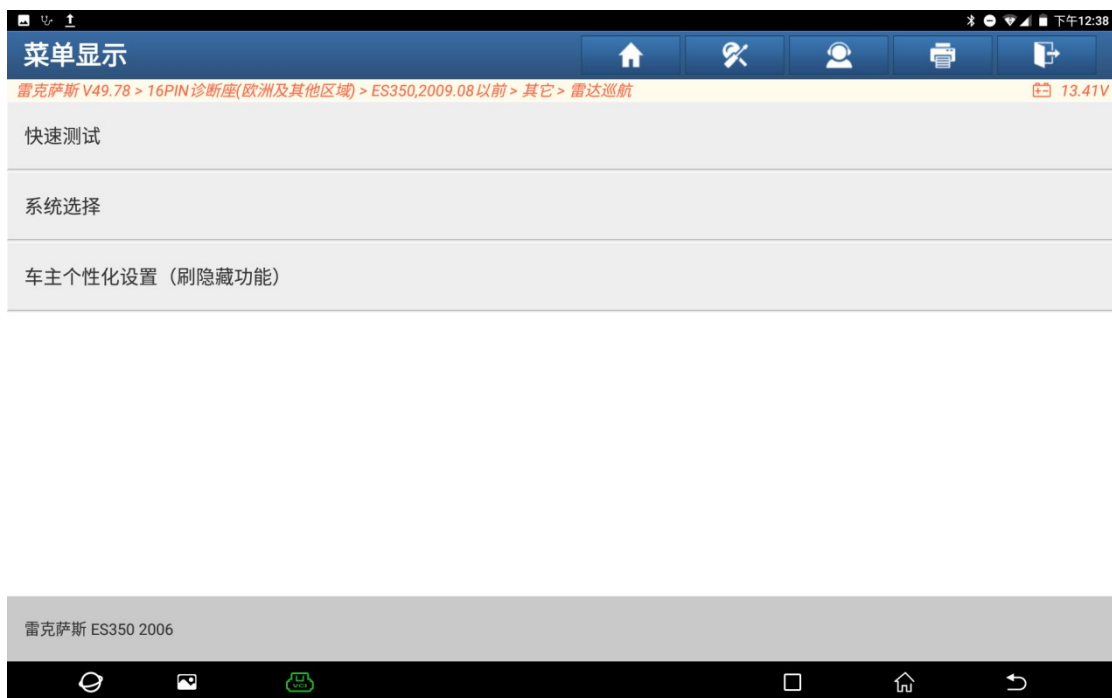 下午12:38
菜单显示
雷克萨斯 V49.78 > 16PIN诊断座(欧洲及其他区域) > ES350,2009.08以前 > 其它 > 雷达巡航
13.41V
快速测试
系统选择
车主个性化设置（刷隐藏功能）
雷克萨斯 ES350 2006
VCI